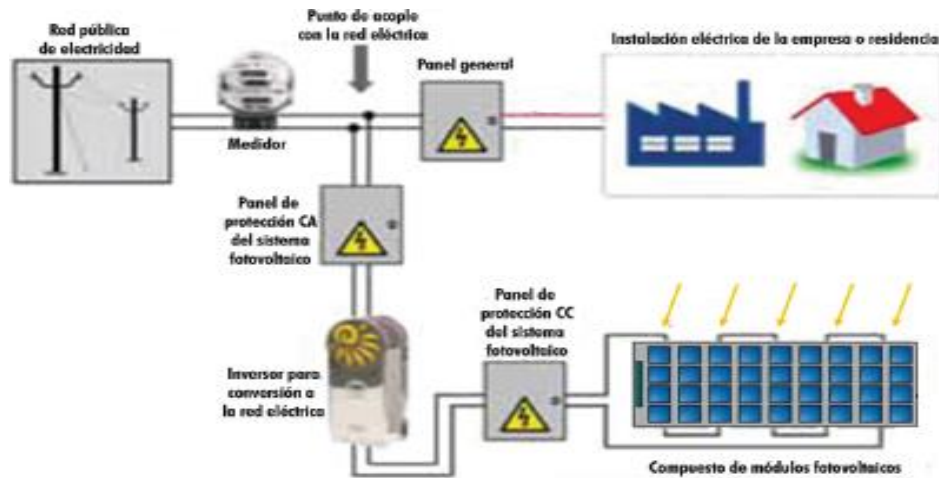 Red pública
de electricidad
Punto de acople
con la red eléctrica
Medidor
Panel general
Instalación eléctrica de la empresa o residencia
Panel de
protección CA
del sistema
fotovoltaico
Inversor para
conversión a
la red eléctrica
Panel de
protección CC
del sistema
fotovoltaico
Compuesto de módulos fotovoltaicos